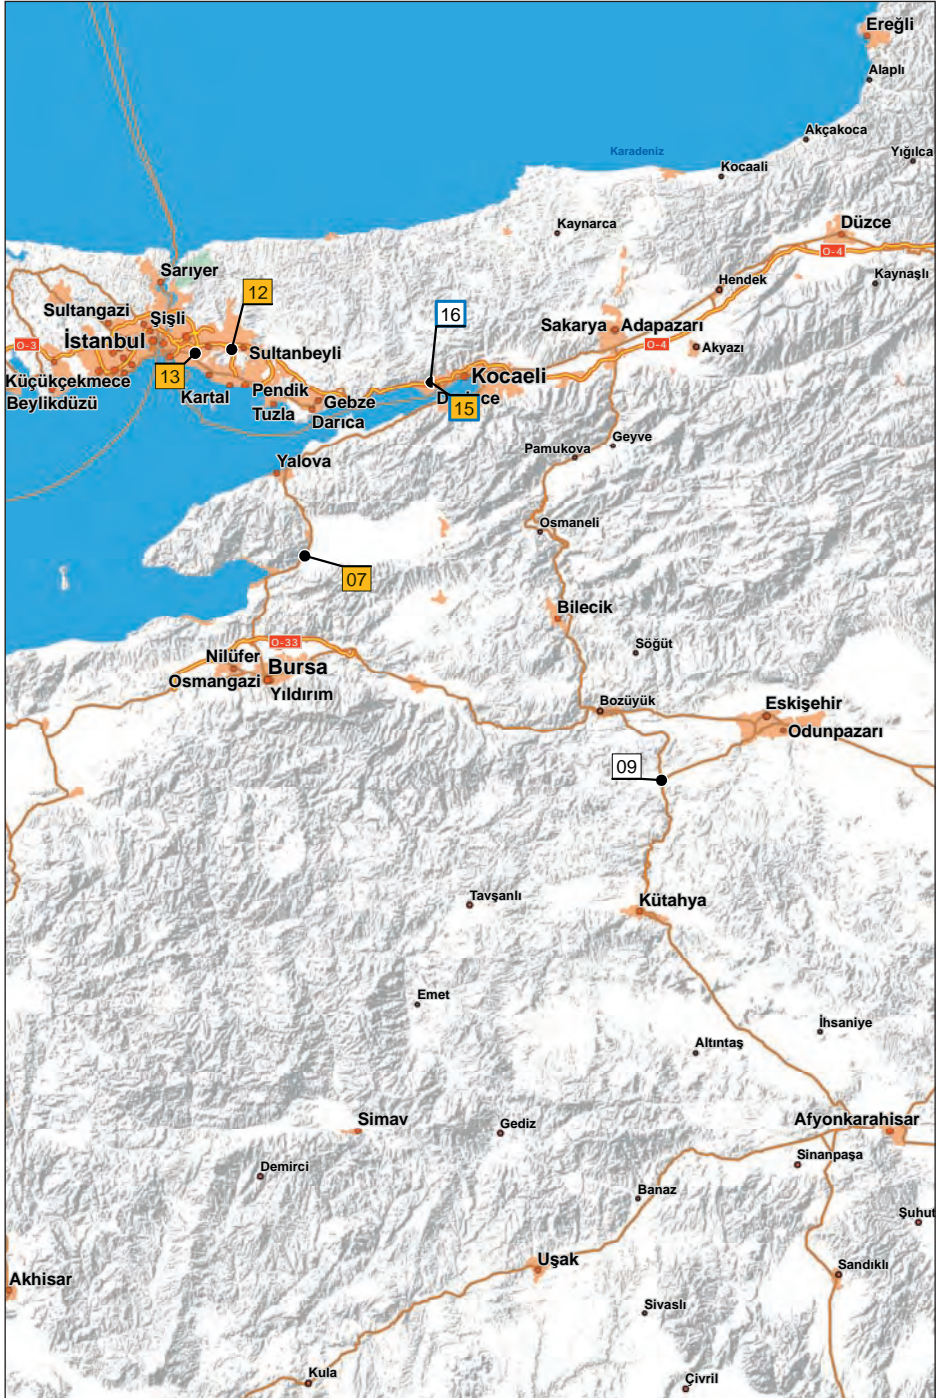 Ereğli
Alaplı
Akçakoca
Karadeniz
Yığılca
Kocaali
Kaynarca
Düzce
O-4
Sarıyer
Kaynaşlı
12
Hendek
Sultangazi
Şişli
16
Sakarya
Adapazarı
İstanbul
O-3
O-4
Akyazı
Sultanbeyli
13
Küçükçekmece
Kocaeli
Pendik
Kartal
Beylikdüzü
Gebze
15
Tuzla
Darıca
Geyve
Pamukova
Yalova
Osmaneli
07
Bilecik
O-33
Söğüt
Nilüfer
Bursa
Osmangazi
Yıldırım
Bozüyük
Eskişehir
Odunpazarı
09
Tavşanlı
Kütahya
Emet
İhsaniye
Altıntaş
Simav
Gediz
Afyonkarahisar
Sinanpaşa
Demirci
Banaz
Şuhut
Uşak
Sandıklı
Akhisar
Sivaslı
Kula
Çivril